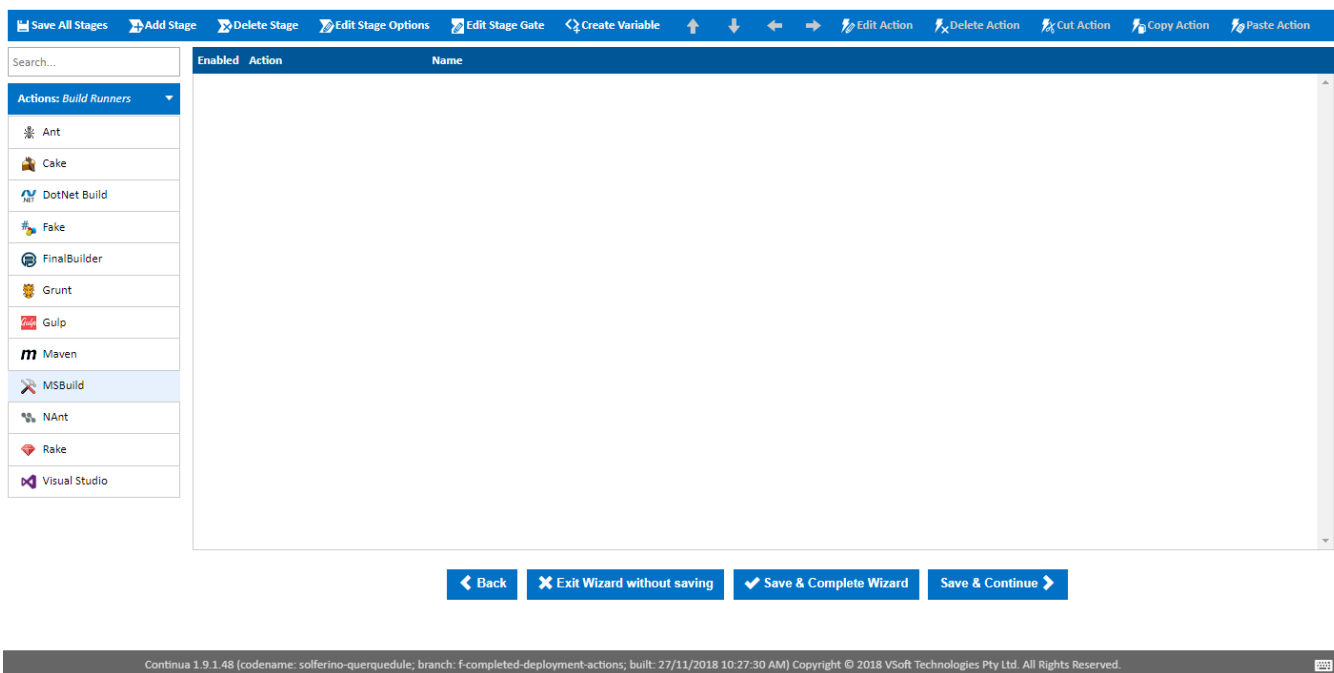 Save All Stages Add Stage Delete Stage Edit Stage Options Edit Stage Gate Create Variable Edit Action Delete Action Cut Action Copy Action Paste Action
Search... Enabled Action Name
Actions: Build Runners
Ant
Cake
.NET DotNet Build
# Fake
FinalBuilder
Grunt
Gulp Gulp
m Maven
MSBuild
NAnt
Rake
Visual Studio
Back Exit Wizard without saving Save & Complete Wizard Save & Continue
Continua 1.9.1.48 (codename: solferino-querquedule; branch: f-completed-deployment-actions; built: 27/11/2018 10:27:30 AM) Copyright © 2018 VSoft Technologies Pty Ltd. All Rights Reserved.